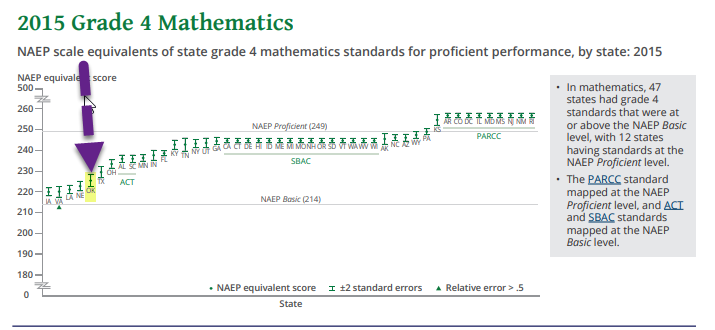 2015 Grade 4 Mathematics
NAEP scale equivalents of state grade 4 mathematics standards for proficient performance, by state: 2015
NAEP equivalent score
500
260
250
240
230
220
210
200
190
180
0
NAEP Proficient (249)
NAEP Basic (214)
IA VA LA NE OK TX OH AL SC MN IN FL KY TN NY UT GA CA CT DE HI ID ME MI MO NH OR SD VT WA WV WI AK NC AZ WY PA KS AR CO DC IL MD MS NJ NM RI
ACT
SBAC
PARCC
• NAEP equivalent score
±2 standard errors
▲ Relative error > .5
State
• In mathematics, 47
states had grade 4
standards that were at
or above the NAEP Basic
level, with 12 states
having standards at the
NAEP Proficient level.
• The PARCC standard
mapped at the NAEP
Proficient level, and ACT
and SBAC standards
mapped at the NAEP
Basic level.